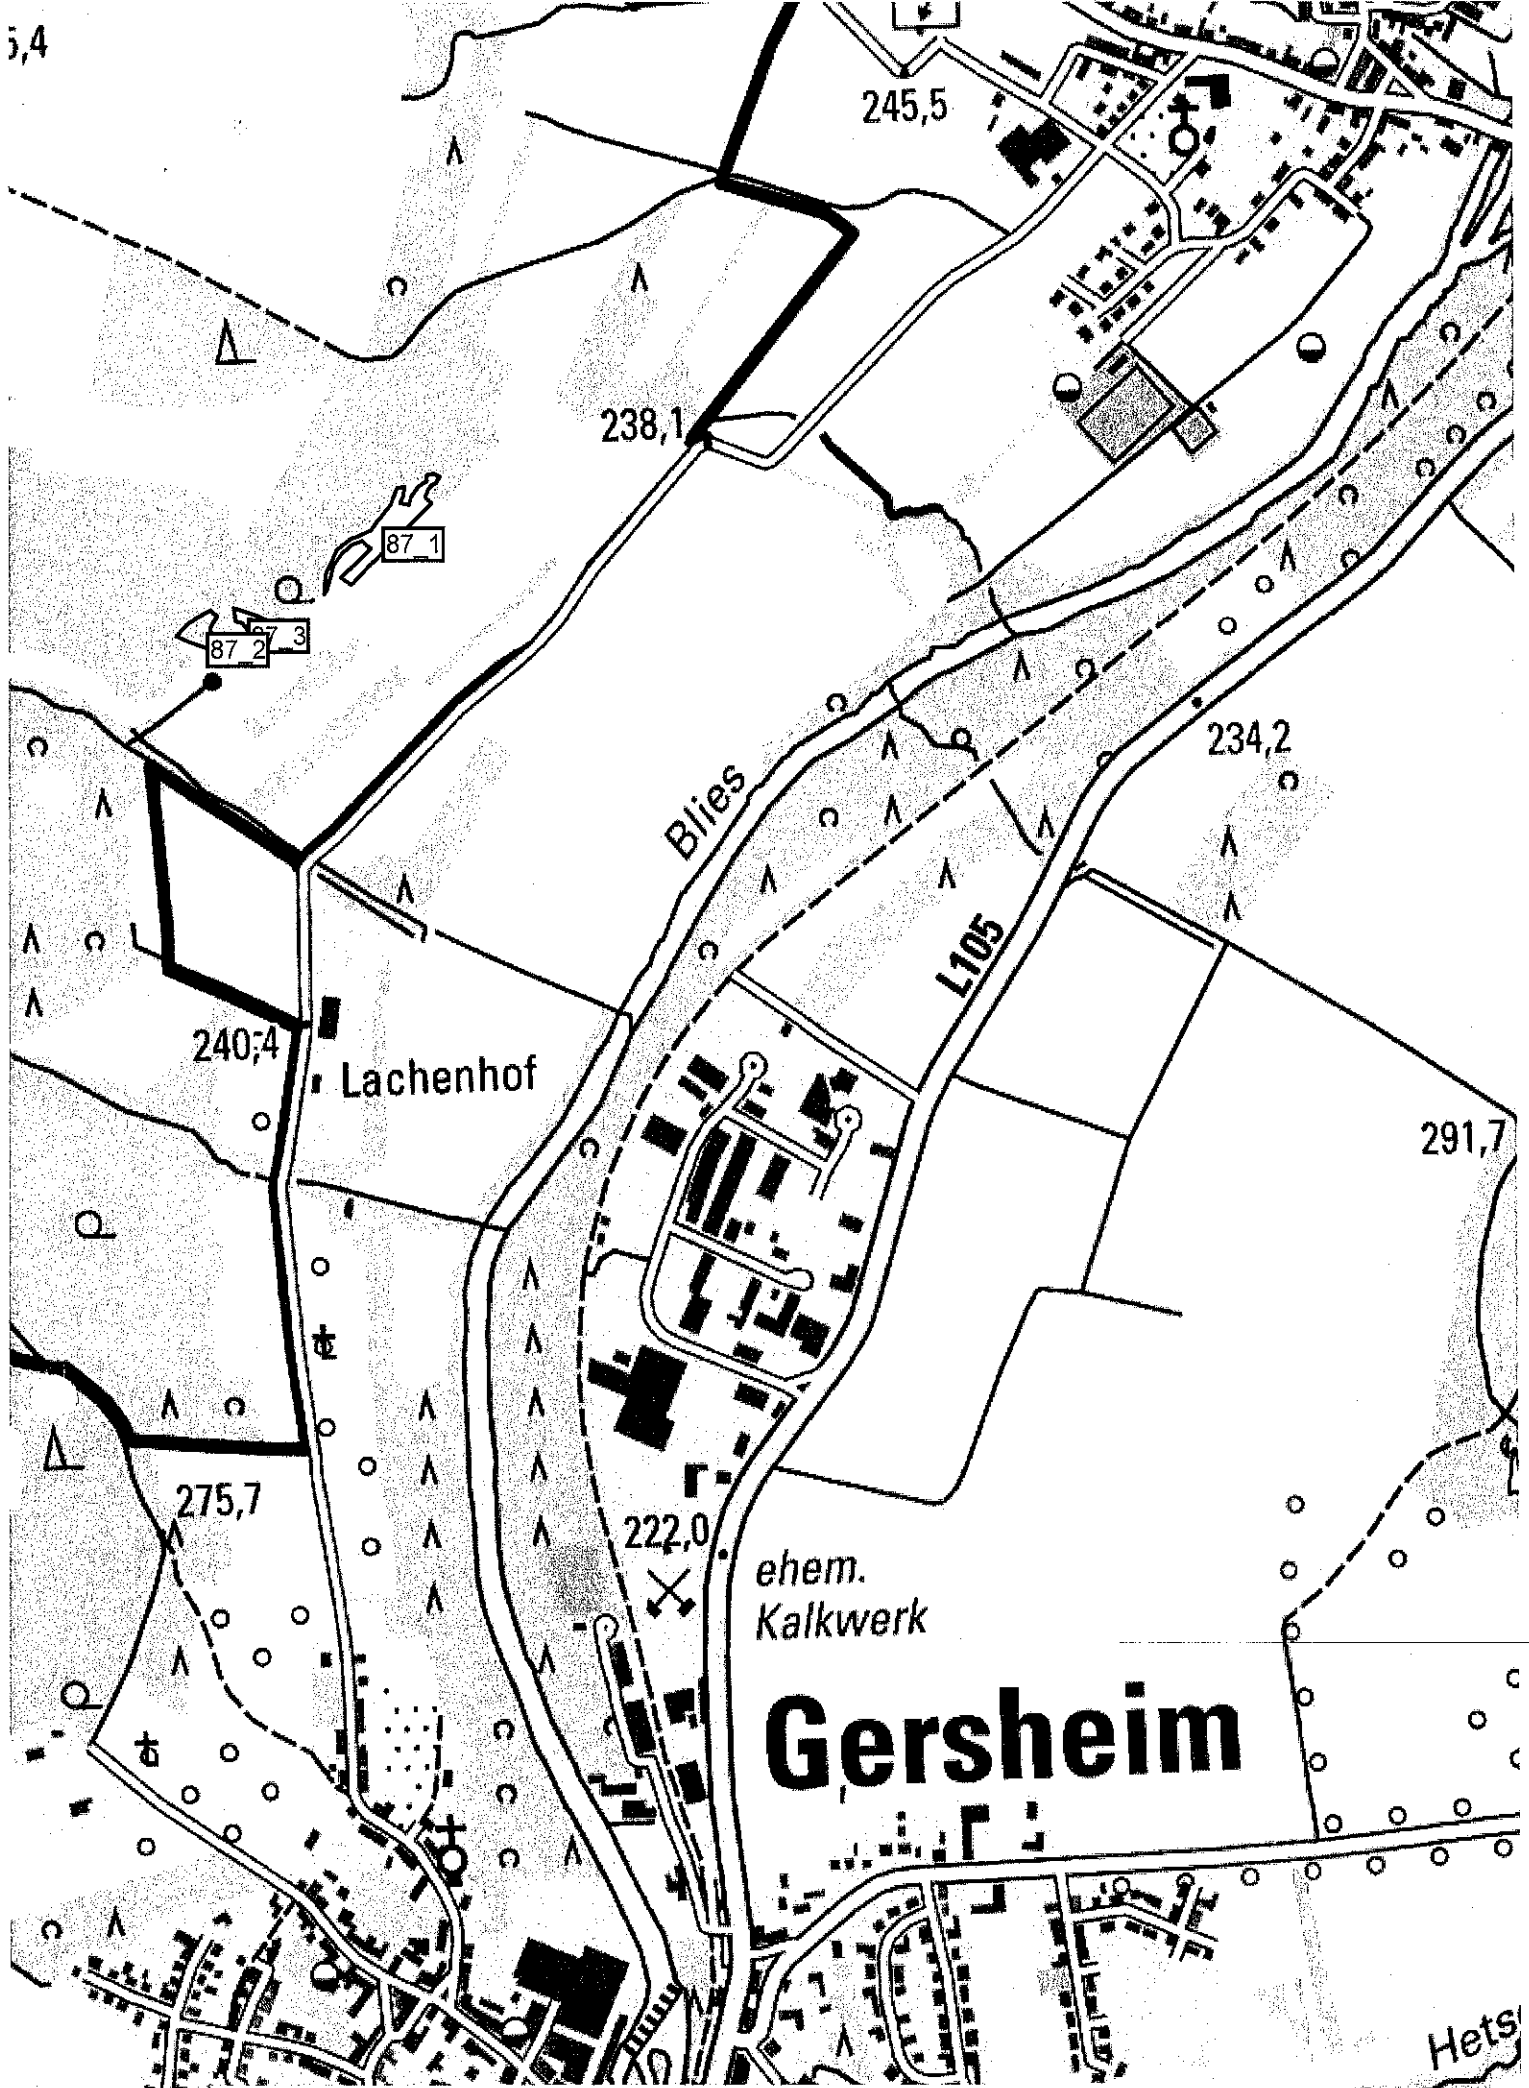 5,4
245,5
238,1
87_1
87_3
87_2
234,2
Blies
L105
240,4
Lachenhof
291,7
275,7
222,0
ehem.
Kalkwerk
Gersheim